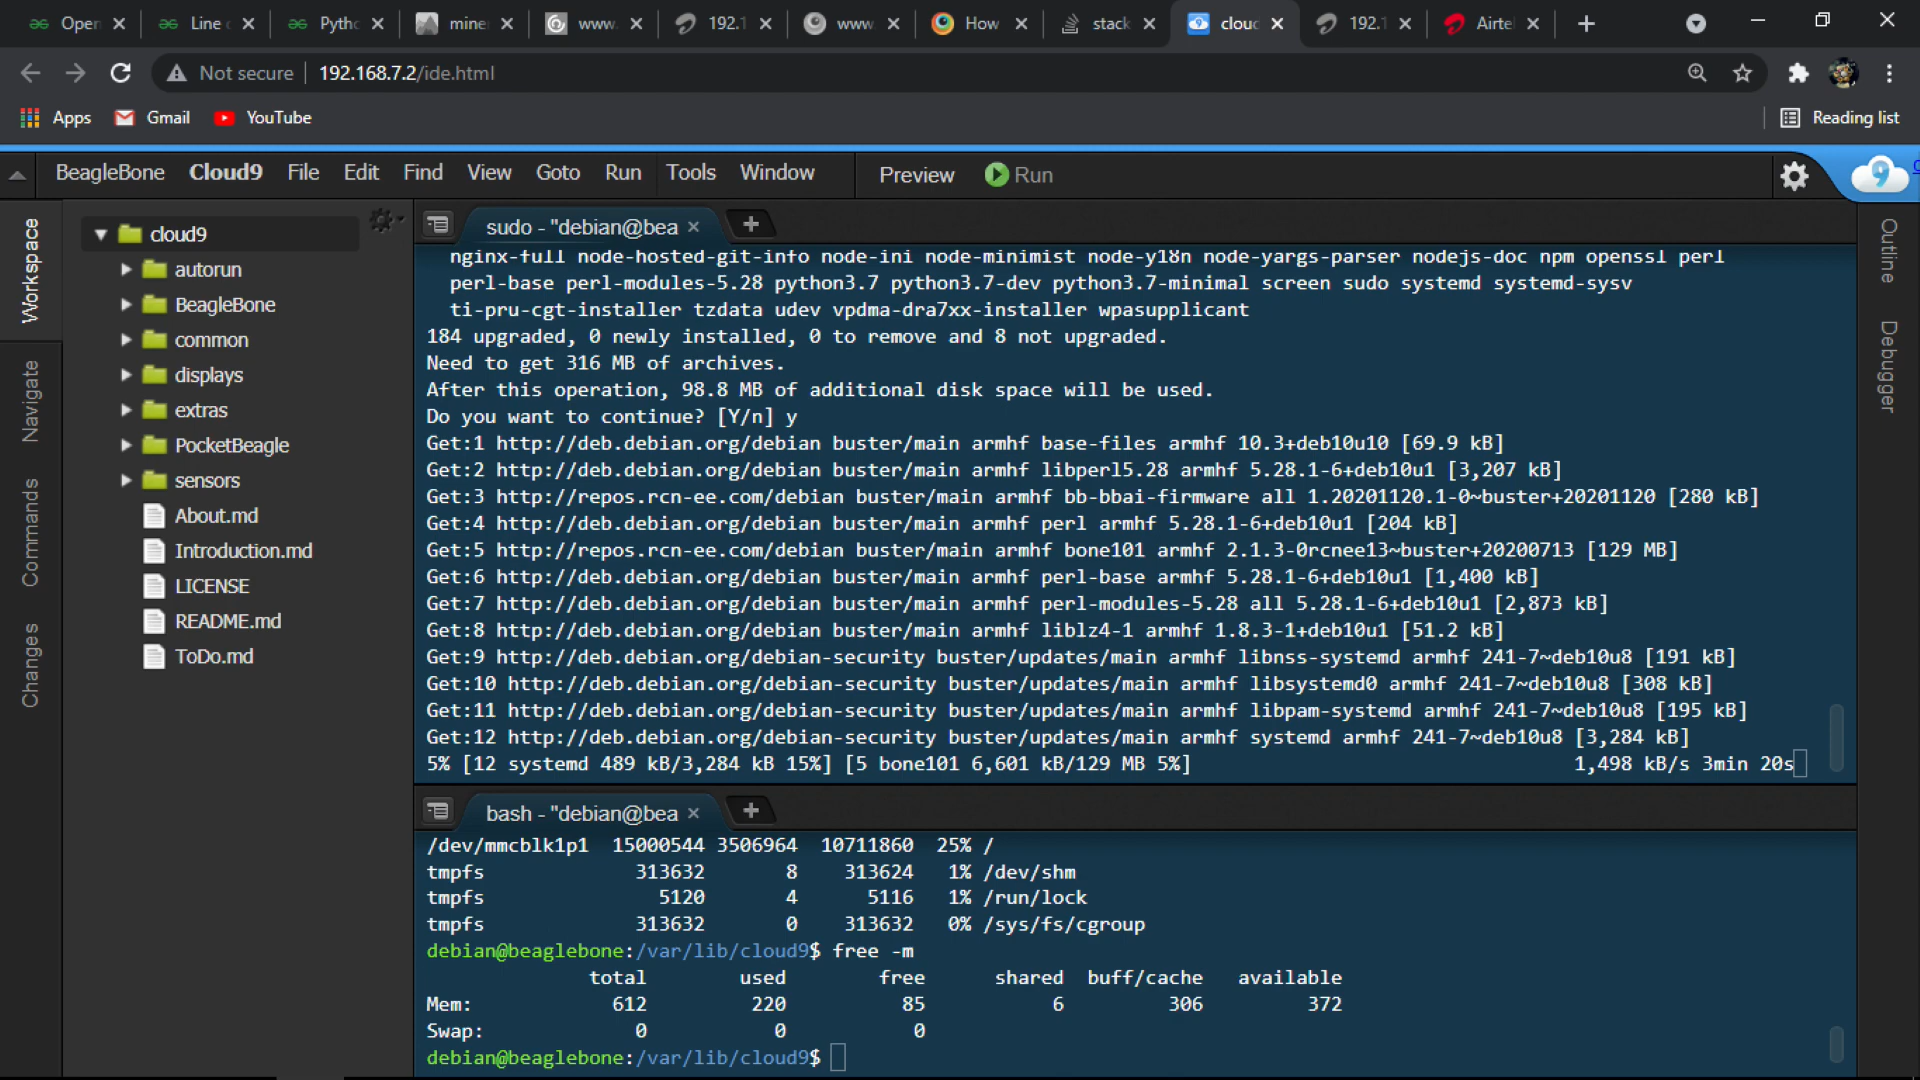 Open
Line
Pytho
mine
www.
192.1
www.
How
stack
cloud
192.1
Airtel
Not secure
192.168.7.2/ide.html
Apps
Gmail
YouTube
Reading list
BeagleBone
Cloud9
File
Edit
Find
View
Goto
Run
Tools
Window
Preview
Run
9
Workspace
Navigate
Commands
Changes
cloud9
autorun
BeagleBone
common
displays
extras
PocketBeagle
sensors
About.md
Introduction.md
LICENSE
README.md
ToDo.md
sudo - "debian@bea
nginx-full node-hosted-git-info node-ini node-minimist node-y18n node-yargs-parser nodejs-doc npm openssl perl
perl-base perl-modules-5.28 python3.7 python3.7-dev python3.7-minimal screen sudo systemd systemd-sysv
ti-pru-cgt-installer tzdata udev vpdma-dra7xx-installer wpasupplicant
184 upgraded, 0 newly installed, 0 to remove and 8 not upgraded.
Need to get 316 MB of archives.
After this operation, 98.8 MB of additional disk space will be used.
Do you want to continue? [Y/n] y
Get:1 http://deb.debian.org/debian buster/main armhf base-files armhf 10.3+deb10u10 [69.9 kB]
Get:2 http://deb.debian.org/debian buster/main armhf libperl5.28 armhf 5.28.1-6+deb10u1 [3,207 kB]
Get:3 http://repos.rcn-ee.com/debian buster/main armhf bb-bbai-firmware all 1.20201120.1-0~buster+20201120 [280 kB]
Get:4 http://deb.debian.org/debian buster/main armhf perl armhf 5.28.1-6+deb10u1 [204 kB]
Get:5 http://repos.rcn-ee.com/debian buster/main armhf bone101 armhf 2.1.3-0rcnee13~buster+20200713 [129 MB]
Get:6 http://deb.debian.org/debian buster/main armhf perl-base armhf 5.28.1-6+deb10u1 [1,400 kB]
Get:7 http://deb.debian.org/debian buster/main armhf perl-modules-5.28 all 5.28.1-6+deb10u1 [2,873 kB]
Get:8 http://deb.debian.org/debian buster/main armhf liblz4-1 armhf 1.8.3-1+deb10u1 [51.2 kB]
Get:9 http://deb.debian.org/debian-security buster/updates/main armhf libnss-systemd armhf 241-7~deb10u8 [191 kB]
Get:10 http://deb.debian.org/debian-security buster/updates/main armhf libsystemd0 armhf 241-7~deb10u8 [308 kB]
Get:11 http://deb.debian.org/debian-security buster/updates/main armhf libpam-systemd armhf 241-7~deb10u8 [195 kB]
Get:12 http://deb.debian.org/debian-security buster/updates/main armhf systemd armhf 241-7~deb10u8 [3,284 kB]
5% [12 systemd 489 kB/3,284 kB 15%] [5 bone101 6,601 kB/129 MB 5%] 1,498 kB/s 3min 20s
bash - "debian@bea
/dev/mmcblk1p1 15000544 3506964 10711860 25% /
tmpfs 313632 8 313624 1% /dev/shm
tmpfs 5120 4 5116 1% /run/lock
tmpfs 313632 0 313632 0% /sys/fs/cgroup
debian@beaglebone:/var/lib/cloud9$ free -m
total used free shared buff/cache available
Mem: 612 220 85 6 306 372
Swap: 0 0 0
debian@beaglebone:/var/lib/cloud9$
Outline
Debugger